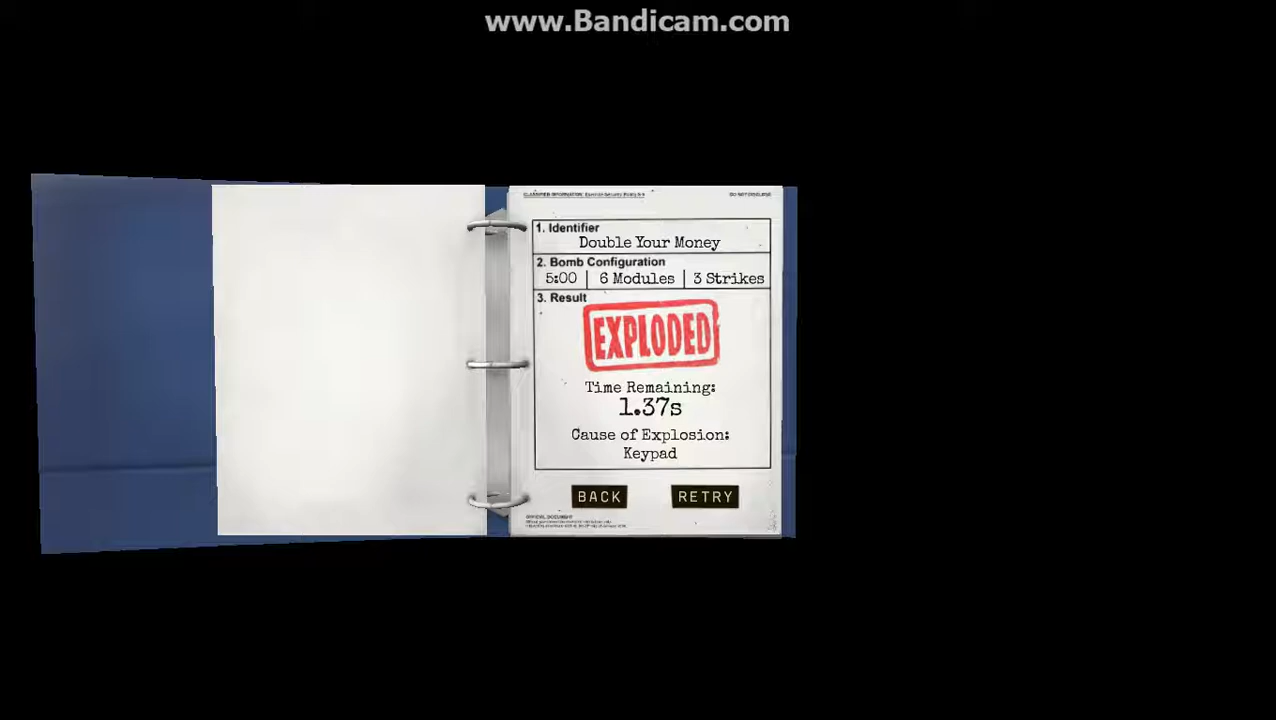 www.Bandicam.com
1. Identifier
Double Your Money
2. Bomb Configuration
5:00 | 6 Modules | 3 Strikes
3. Result
EXPLODED
Time Remaining:
1.37s
Cause of Explosion:
Keypad
BACK RETRY